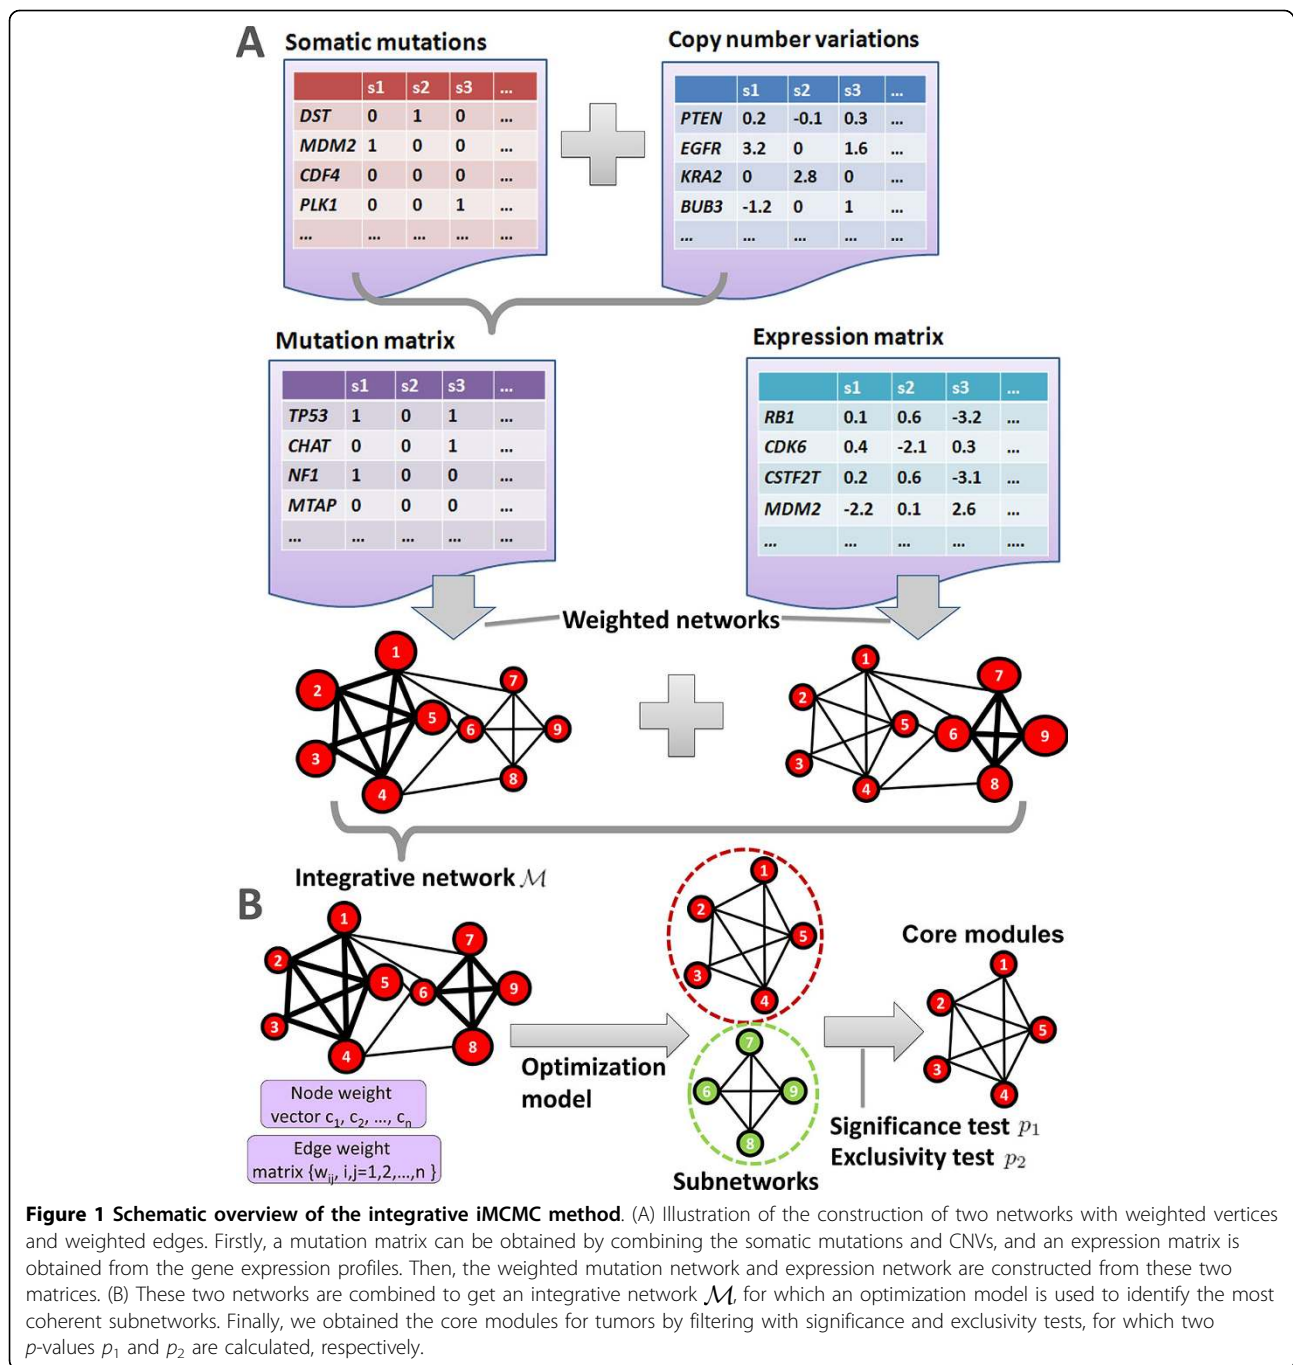 A
Somatic mutations
s1 s2 s3 ...
DST 0 1 0 ...
MDM2 1 0 0 ...
CDF4 0 0 0 ...
PLK1 0 0 1 ...
... ... ... ... ...
Copy number variations
s1 s2 s3 ...
PTEN 0.2 -0.1 0.3 ...
EGFR 3.2 0 1.6 ...
KRA2 0 2.8 0 ...
BUB3 -1.2 0 1 ...
... ... ... ... ...
Mutation matrix
s1 s2 s3 ...
TP53 1 0 1 ...
CHAT 0 0 1 ...
NF1 1 0 0 ...
MTAP 0 0 0 ...
... ... ... ... ...
Expression matrix
s1 s2 s3 ...
RB1 0.1 0.6 -3.2 ...
CDK6 0.4 -2.1 0.3 ...
CSTF2T 0.2 0.6 -3.1 ...
MDM2 -2.2 0.1 2.6 ...
... ... ... ... ....
Weighted networks
1
2
3
4
5
6
7
8
9
1
2
3
4
5
6
7
8
9
Integrative network ℳ
B
1
2
3
4
5
6
7
8
9
Node weight
vector c₁, c₂, ..., cₙ
Edge weight
matrix {wᵢⱼ, i,j=1,2,...,n }
Optimization
model
1
2
3
4
5
6
7
8
9
Subnetworks
Core modules
1
2
3
4
5
Significance test p₁
Exclusivity test p₂
Figure 1 Schematic overview of the integrative iMCMC method. (A) Illustration of the construction of two networks with weighted vertices
and weighted edges. Firstly, a mutation matrix can be obtained by combining the somatic mutations and CNVs, and an expression matrix is
obtained from the gene expression profiles. Then, the weighted mutation network and expression network are constructed from these two
matrices. (B) These two networks are combined to get an integrative network ℳ, for which an optimization model is used to identify the most
coherent subnetworks. Finally, we obtained the core modules for tumors by filtering with significance and exclusivity tests, for which two
p-values p₁ and p₂ are calculated, respectively.